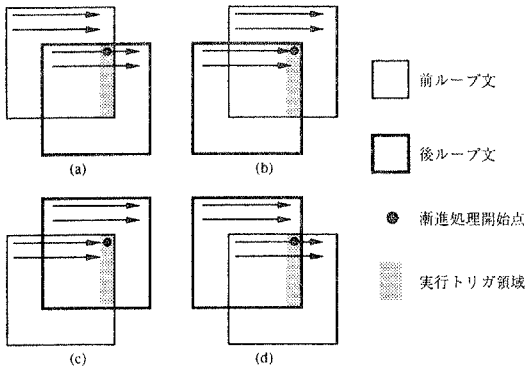 (a)
(b)
(c)
(d)
前ループ文
後ループ文
漸進処理開始点
実行トリガ領域